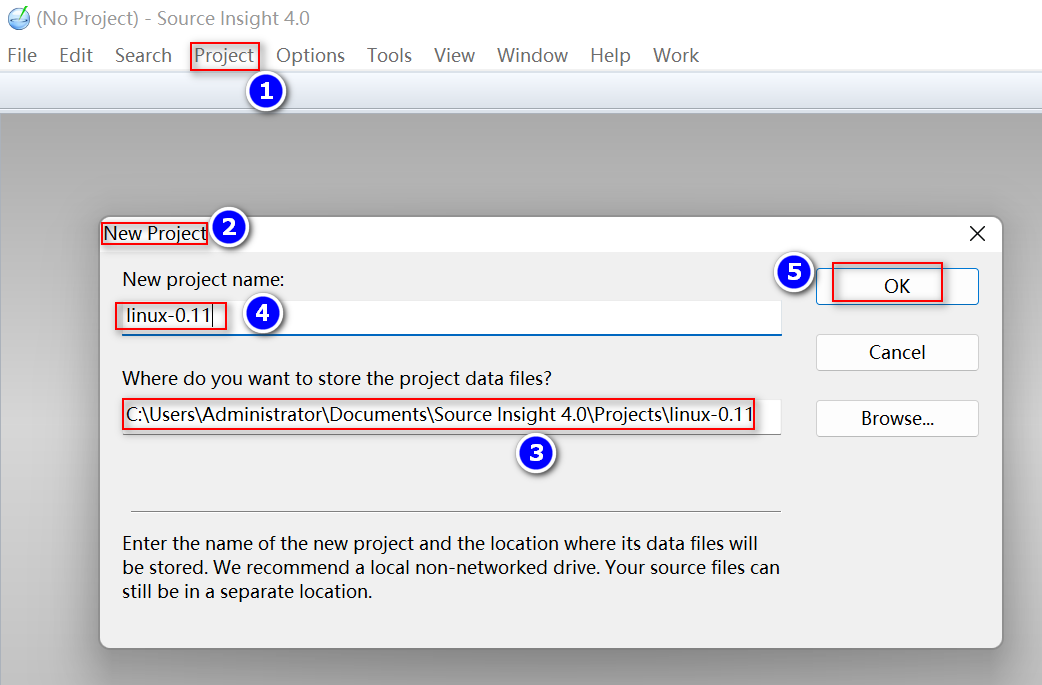 (No Project) - Source Insight 4.0
File Edit Search Project Options Tools View Window Help Work
1
New Project 2
New project name:
5 OK
linux-0.11 4
Cancel
Where do you want to store the project data files?
C:\Users\Administrator\Documents\Source Insight 4.0\Projects\linux-0.11
Browse...
3
Enter the name of the new project and the location where its data files will
be stored. We recommend a local non-networked drive. Your source files can
still be in a separate location.